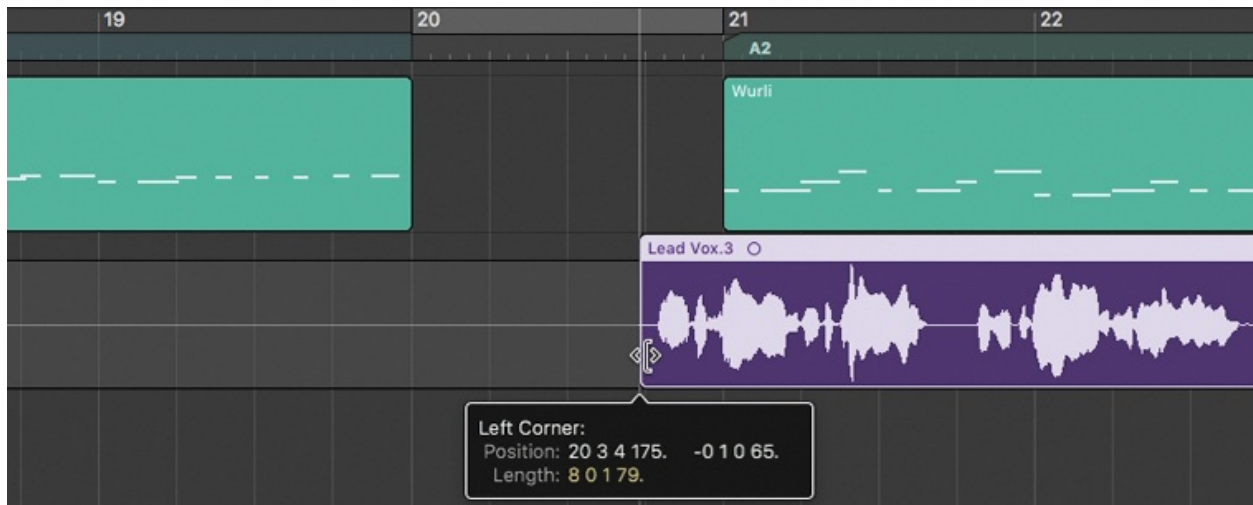 19 20 21 22
A2
Wurli
Lead Vox.3
Left Corner:
Position: 20 3 4 175. -0 1 0 65.
Length: 8 0 1 79.